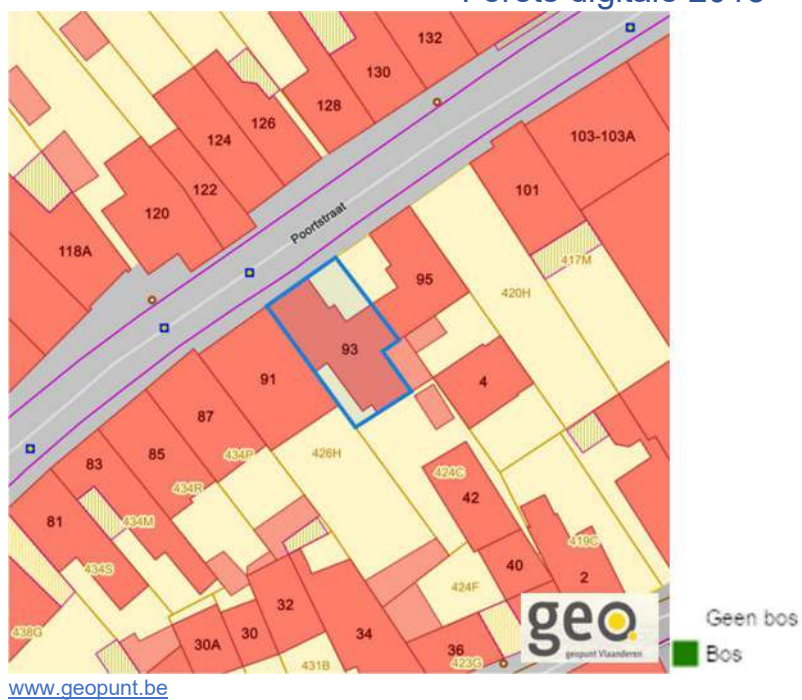 132
130
128
126
124
122
120
118A
103-103A
101
Poortstraat
417M
95
420H
93
91
4
87
434P
426H
85
434R
424C
83
42
434M
81
419C
434S
40
424F
2
32
438G
30
34
30A
36
431B
423G
geo.
geopunt Vlaanderen
Geen bos
Bos
www.geopunt.be